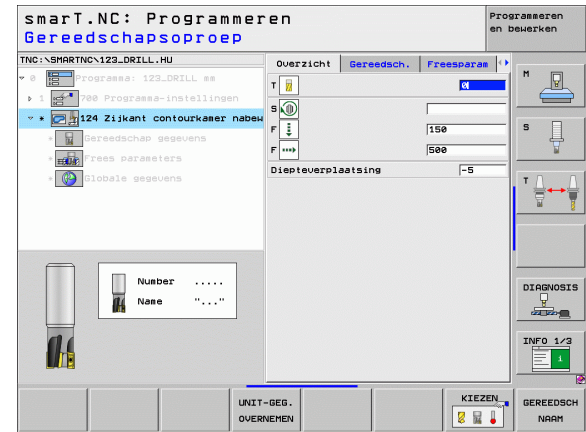 smarT.NC: Programmeren
Gereedschapsoproep
Programmeren
en bewerken
TNC:\SMARTNC\123_DRILL.HU
0 Programma: 123_DRILL mm
1 700 Programma-instellingen
* 124 Zijkant contourkamer nabew
* Gereedschap gegevens
* Frees parameters
* Globale gegevens
Overzicht Gereedsch. Freesparam
T 0
S
F 150
F 500
Diepteverplaatsing -5
Number .....
Name "..."
M
S
T
DIAGNOSIS
INFO 1/3
UNIT-GEG.
OVERNEMEN
KIEZEN
GEREEDSCH
NAAM